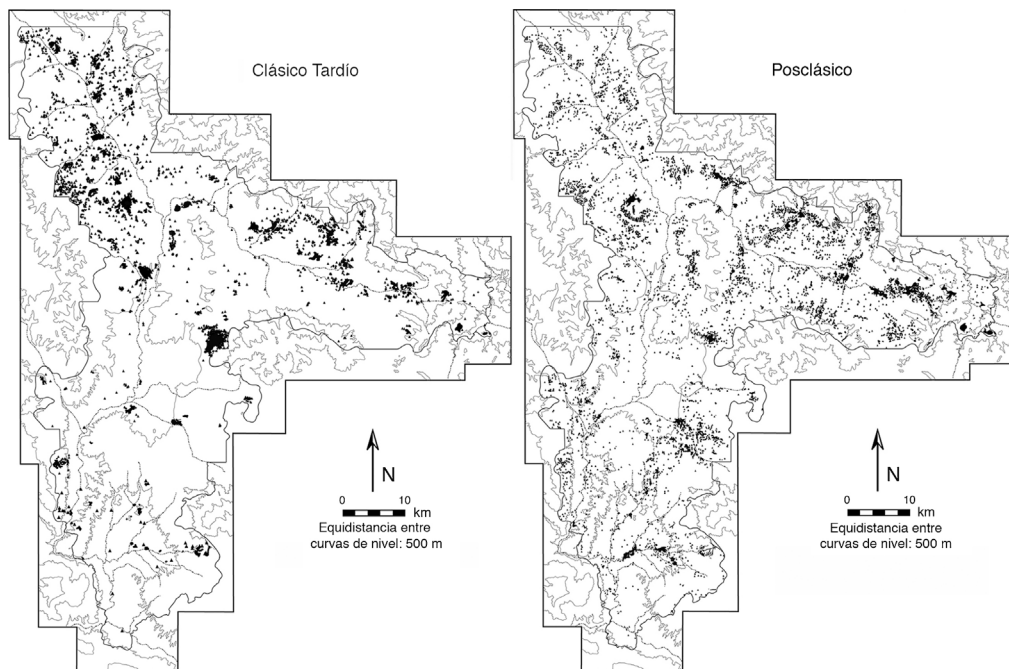 Clásico Tardío
N
0 10
km
Equidistancia entre
curvas de nivel: 500 m
Posclásico
N
0 10
km
Equidistancia entre
curvas de nivel: 500 m